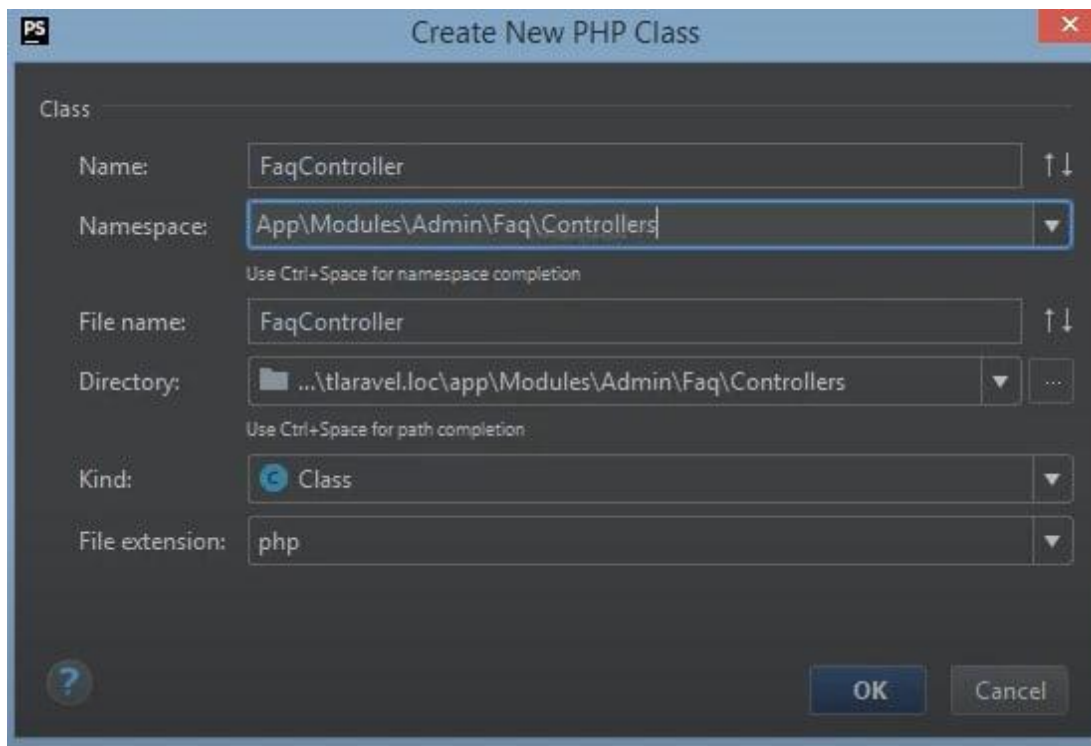 PS
Create New PHP Class
Class
Name: FaqController
Namespace: App\Modules\Admin\Faq\Controllers
Use Ctrl+Space for namespace completion
File name: FaqController
Directory: ...\tlaravel.loc\app\Modules\Admin\Faq\Controllers ...
Use Ctrl+Space for path completion
Kind: C Class
File extension: php
? OK Cancel